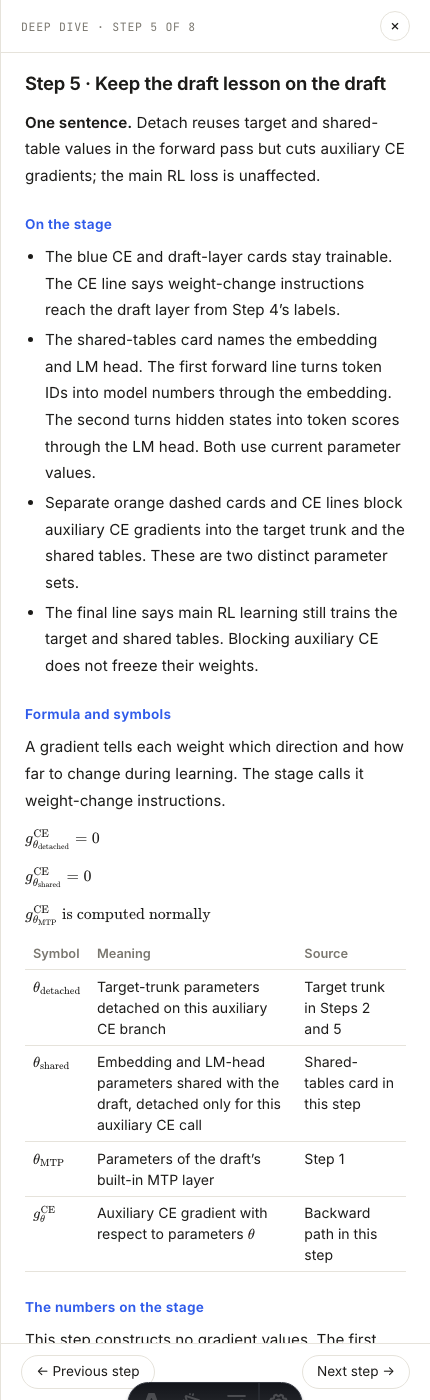 DEEP DIVE · STEP 5 OF 8
×
Step 5 · Keep the draft lesson on the draft
One sentence. Detach reuses target and shared-
table values in the forward pass but cuts auxiliary CE
gradients; the main RL loss is unaffected.
On the stage
• The blue CE and draft-layer cards stay trainable.
The CE line says weight-change instructions
reach the draft layer from Step 4’s labels.
• The shared-tables card names the embedding
and LM head. The first forward line turns token
IDs into model numbers through the embedding.
The second turns hidden states into token scores
through the LM head. Both use current parameter
values.
• Separate orange dashed cards and CE lines block
auxiliary CE gradients into the target trunk and the
shared tables. These are two distinct parameter
sets.
• The final line says main RL learning still trains the
target and shared tables. Blocking auxiliary CE
does not freeze their weights.
Formula and symbols
A gradient tells each weight which direction and how
far to change during learning. The stage calls it
weight-change instructions.
g^CE_θdetached = 0
g^CE_θshared = 0
g^CE_θMTP is computed normally
Symbol Meaning Source
θdetached Target-trunk parameters Target trunk
detached on this auxiliary in Steps 2
CE branch and 5
θshared Embedding and LM-head Shared-
parameters shared with the tables card in
draft, detached only for this this step
auxiliary CE call
θMTP Parameters of the draft’s Step 1
built-in MTP layer
g^CE_θ Auxiliary CE gradient with Backward
respect to parameters θ path in this
step
The numbers on the stage
This step constructs no gradient values. The first
← Previous step
Next step →